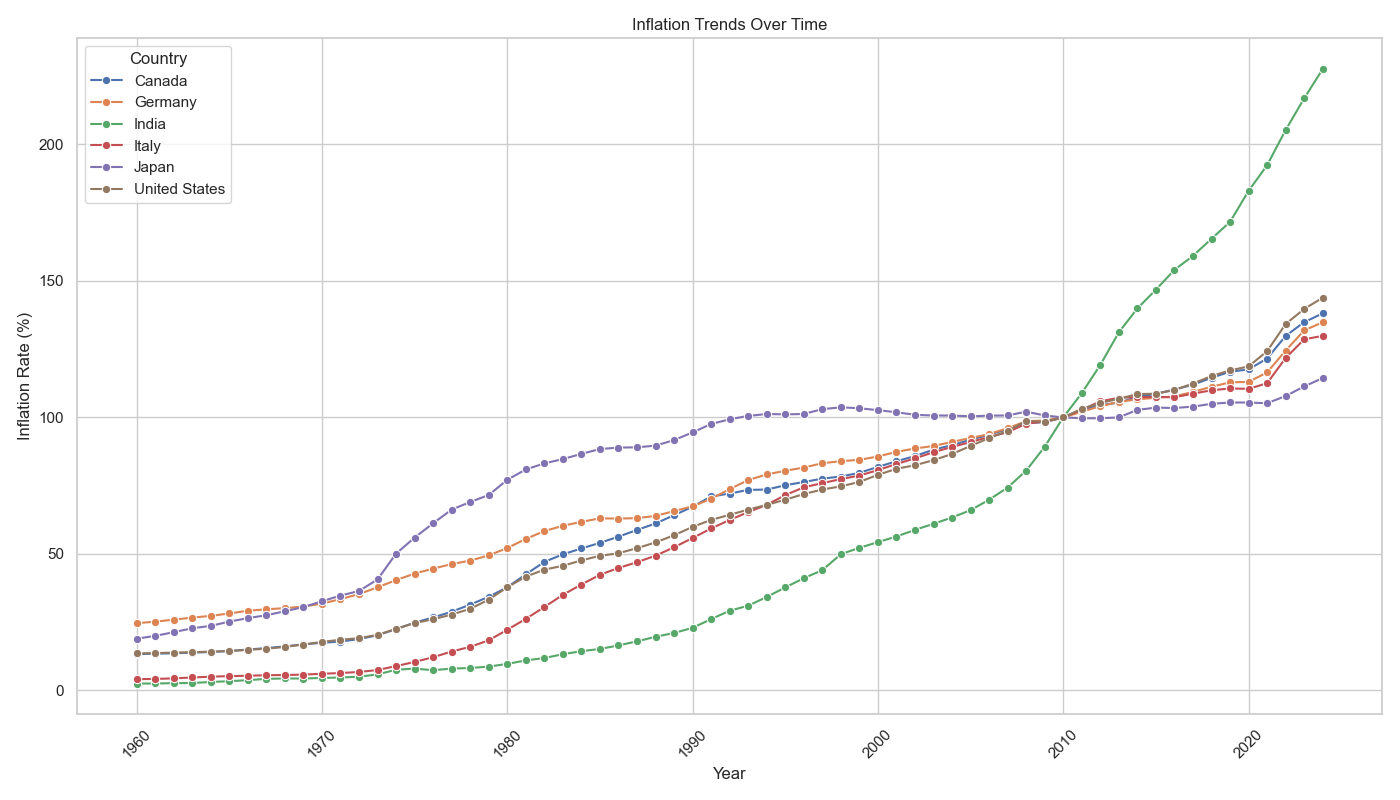 Inflation Trends Over Time
Country
Canada
Germany
India
Italy
Japan
United States
Inflation Rate (%)
200
150
100
50
0
1960
1970
1980
1990
2000
2010
2020
Year